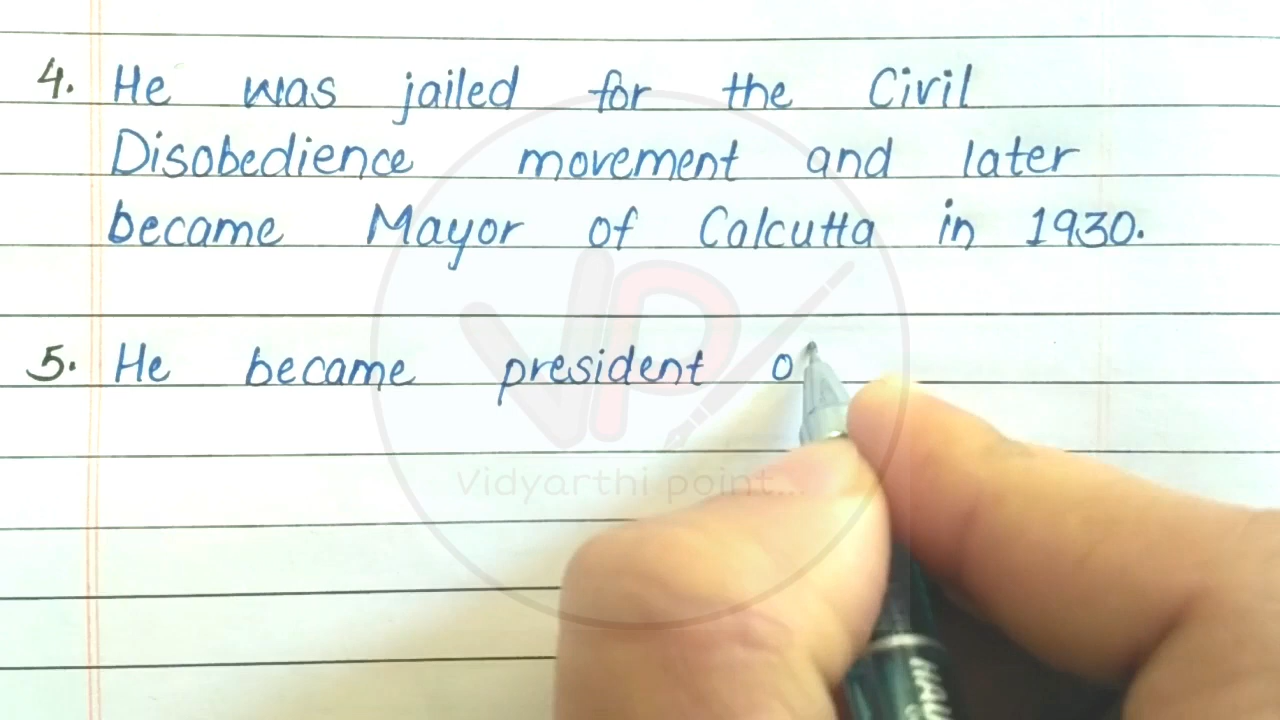 4. He was jailed for the Civil
Disobedience movement and later
became Mayor of Calcutta in 1930.
5. He became president o
VP
Vidyarthi point...